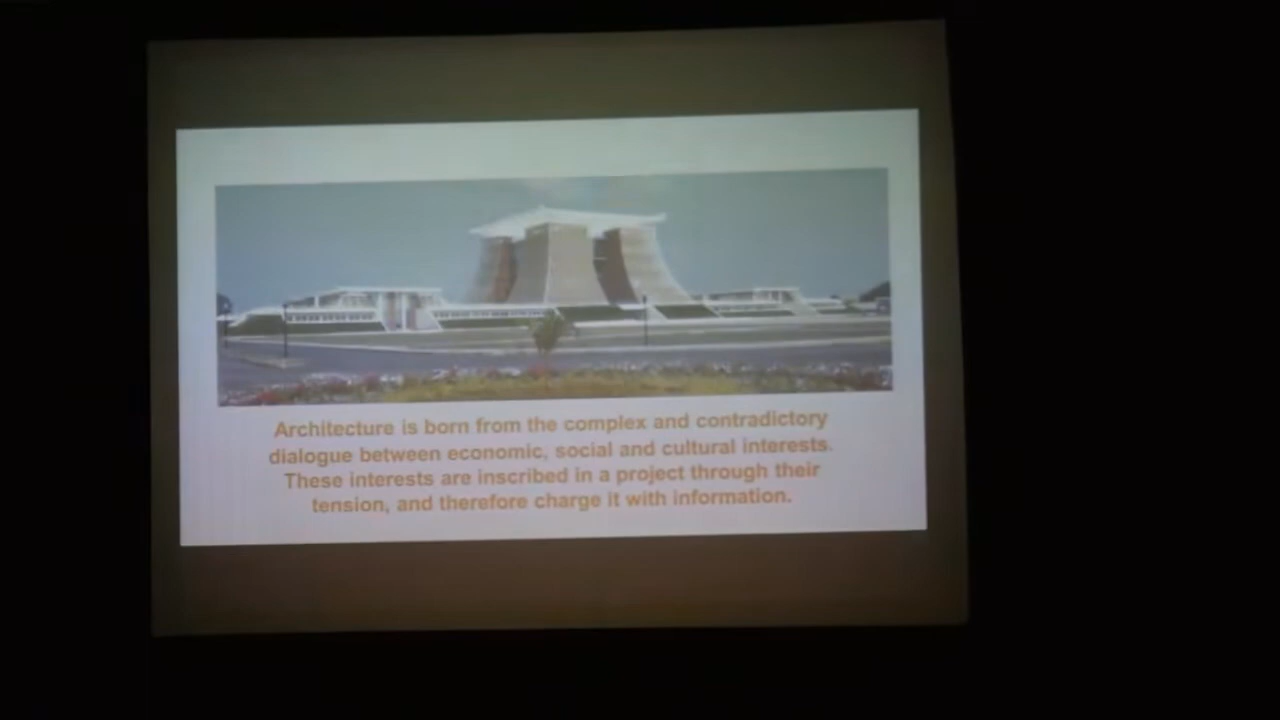 Architecture is born from the complex and contradictory
dialogue between economic, social and cultural interests.
These interests are inscribed in a project through their
tension, and therefore charge it with information.